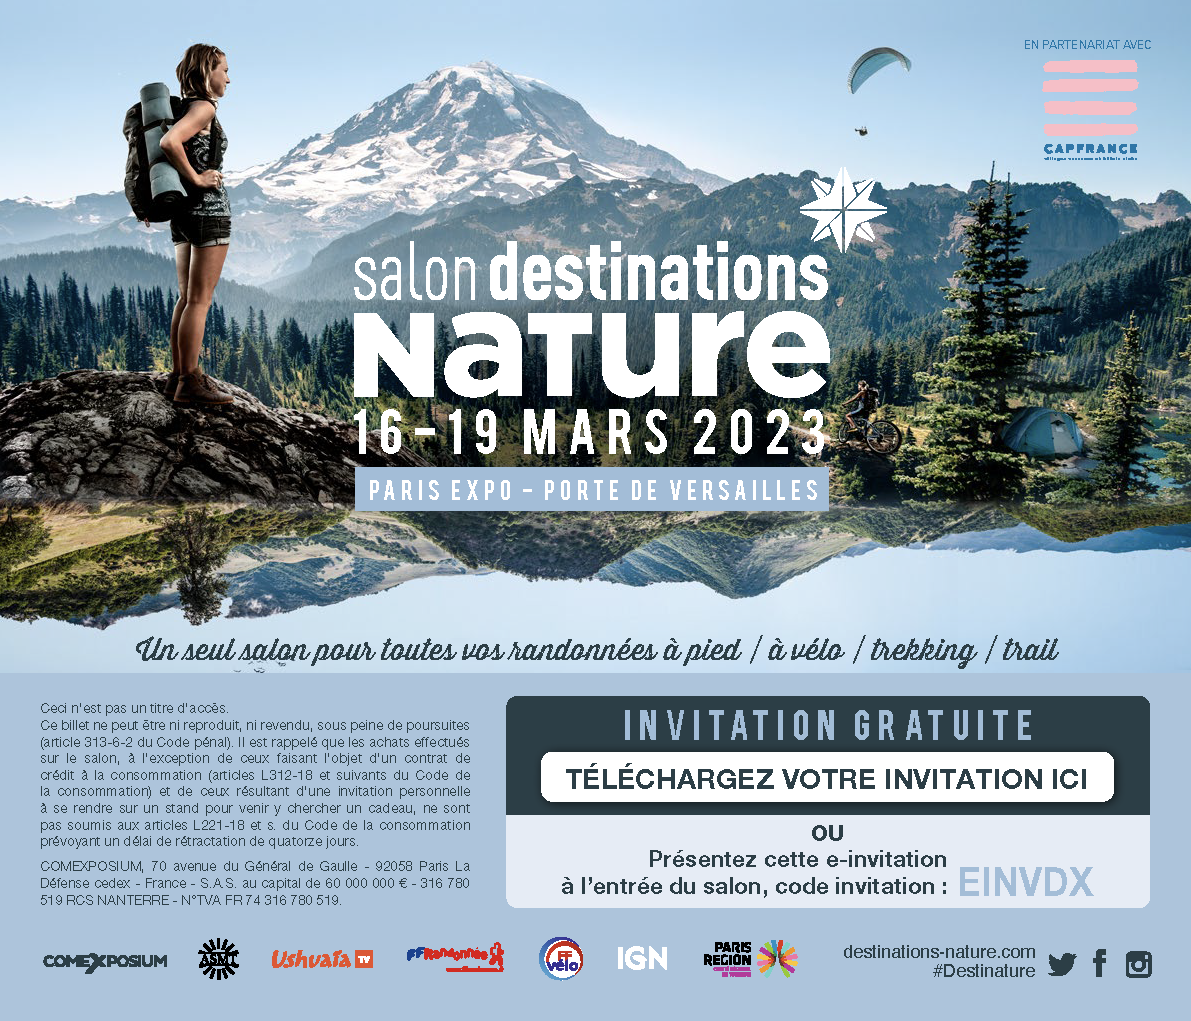 EN PARTENARIAT AVEC
CAPFRANCE
salon destinations
NaTure
16-19 MARS 2023
PARIS EXPO - PORTE DE VERSAILLES
Un seul salon pour toutes vos randonnées à pied / à vélo / trekking / trail
Ceci n'est pas un titre d'accès.
Ce billet ne peut être ni reproduit, ni revendu, sous peine de poursuites
(article 313-6-2 du Code pénal). Il est rappelé que les achats effectués
sur le salon, à l'exception de ceux faisant l'objet d'un contrat de
crédit à la consommation (articles L312-18 et suivants du Code de
la consommation) et de ceux résultant d'une invitation personnelle
à se rendre sur un stand pour venir y chercher un cadeau, ne sont
pas soumis aux articles L221-18 et s. du Code de la consommation
prévoyant un délai de rétractation de quatorze jours.
COMEXPOSIUM, 70 avenue du Général de Gaulle - 92058 Paris La
Défense cedex - France - S.A.S. au capital de 60 000 000 € - 316 780
519 RCS NANTERRE - N°TVA FR 74 316 780 519.
INVITATION GRATUITE
TÉLÉCHARGEZ VOTRE INVITATION ICI
OU
Présentez cette e-invitation
à l'entrée du salon, code invitation : EINVDX
COMEXPOSIUM
Ushuaïa TV
FFRandonnée
FF
vélo
IGN
PARIS
REGION
destinations-nature.com
#Destinature